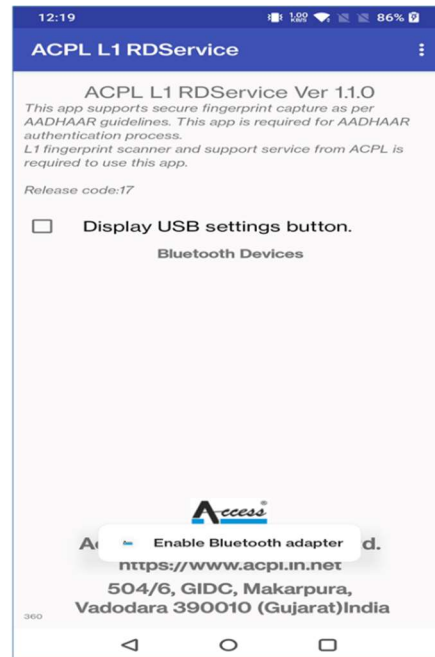 12:19
1.00 KB/S
86%
ACPL L1 RDService
ACPL L1 RDService Ver 1.1.0
This app supports secure fingerprint capture as per
AADHAAR guidelines. This app is required for AADHAAR
authentication process.
L1 fingerprint scanner and support service from ACPL is
required to use this app.
Release code:17
Display USB settings button.
Bluetooth Devices
Access
Enable Bluetooth adapter
d.
https://www.acpl.in.net
504/6, GIDC, Makarpura,
Vadodara 390010 (Gujarat)India
360